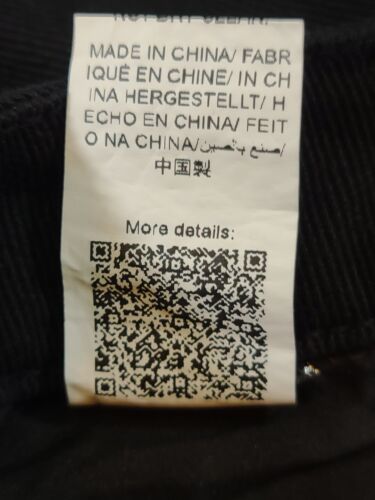 MADE IN CHINA/ FABR
IQUÉ EN CHINE/ IN CH
INA HERGESTELLT/ H
ECHO EN CHINA/ FEIT
O NA CHINA/صنع بالصين/
中国製
More details: